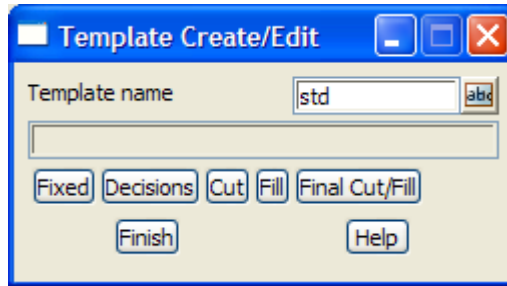 Template Create/Edit
Template name std abc
Fixed Decisions Cut Fill Final Cut/Fill
Finish Help